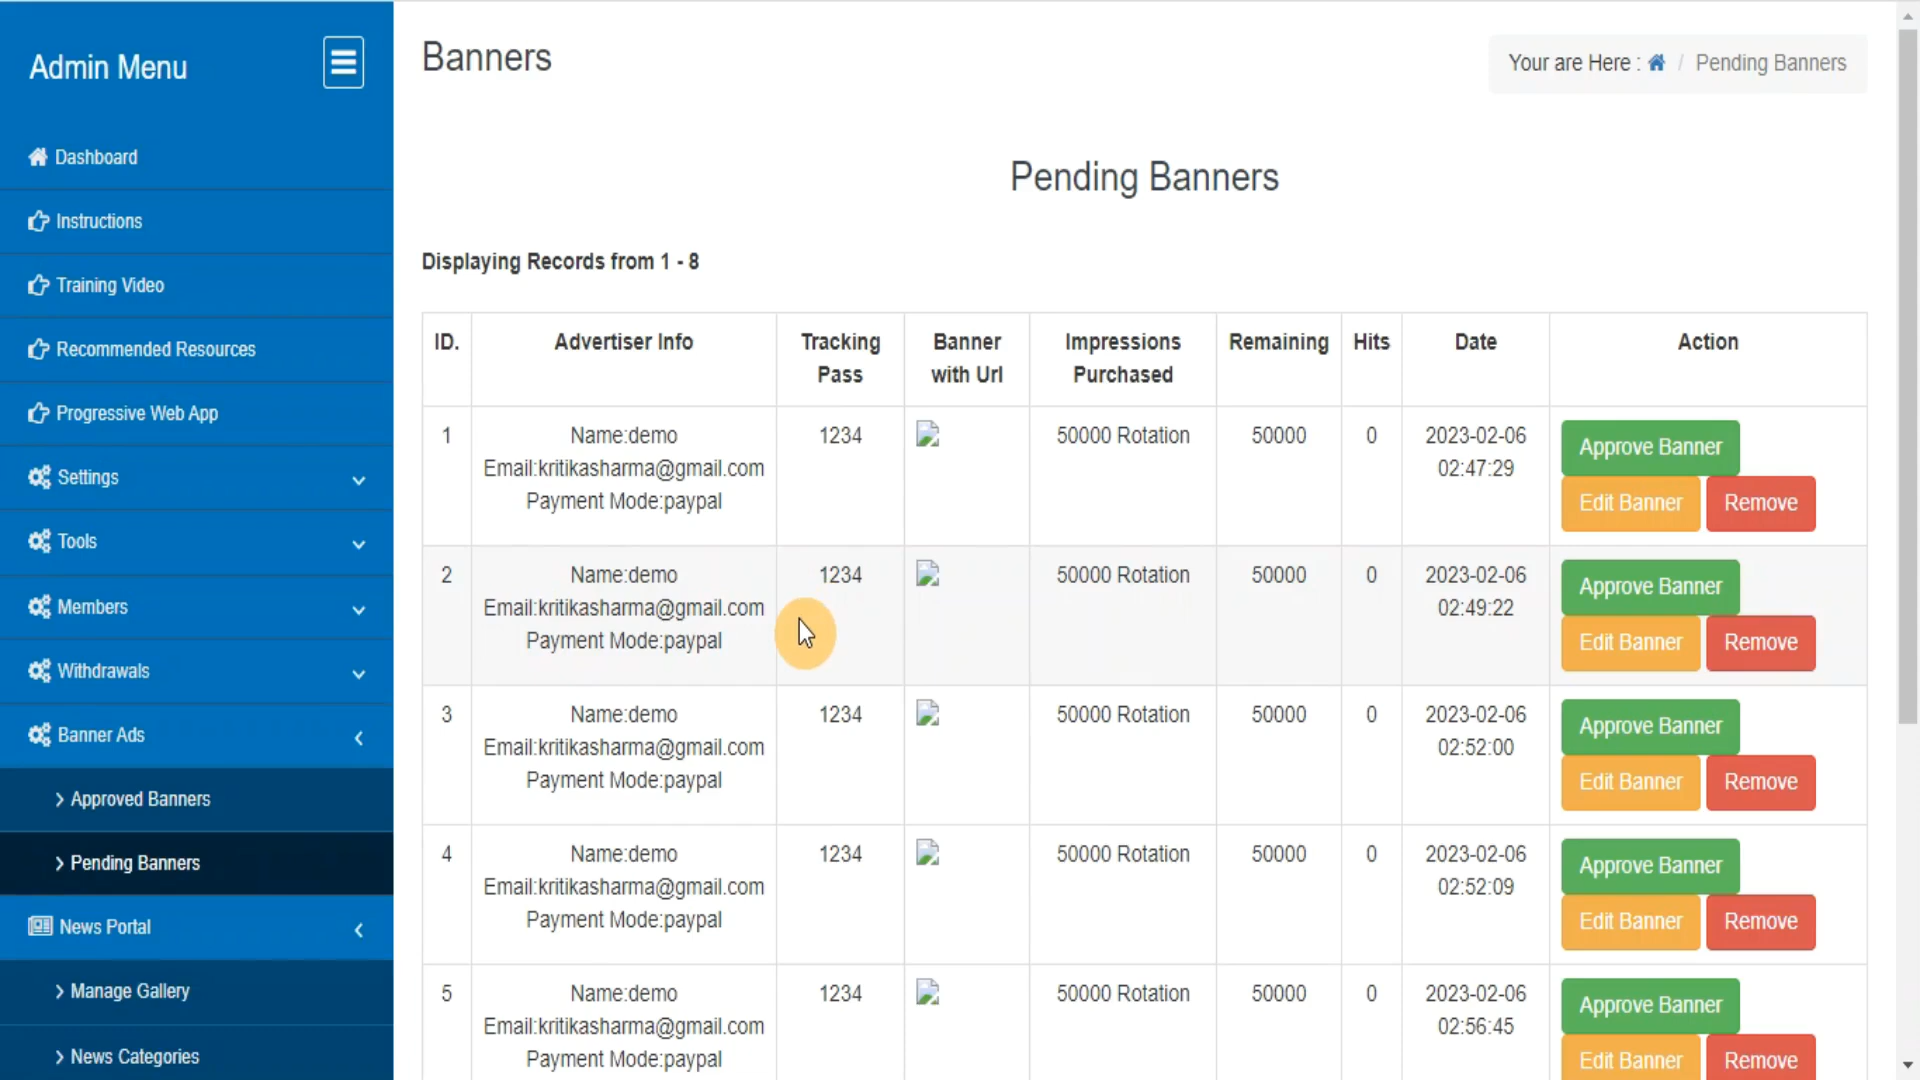 Admin Menu
Dashboard
Instructions
Training Video
Recommended Resources
Progressive Web App
Settings
Tools
Members
Withdrawals
Banner Ads
Approved Banners
Pending Banners
News Portal
Manage Gallery
News Categories
Banners
Your are Here : / Pending Banners
Pending Banners
Displaying Records from 1 - 8
ID. Advertiser Info Tracking Pass Banner with Url Impressions Purchased Remaining Hits Date Action
1 Name:demo 1234 50000 Rotation 50000 0 2023-02-06 Approve Banner
Email:kritikasharma@gmail.com 02:47:29
Payment Mode:paypal Edit Banner Remove
2 Name:demo 1234 50000 Rotation 50000 0 2023-02-06 Approve Banner
Email:kritikasharma@gmail.com 02:49:22
Payment Mode:paypal Edit Banner Remove
3 Name:demo 1234 50000 Rotation 50000 0 2023-02-06 Approve Banner
Email:kritikasharma@gmail.com 02:52:00
Payment Mode:paypal Edit Banner Remove
4 Name:demo 1234 50000 Rotation 50000 0 2023-02-06 Approve Banner
Email:kritikasharma@gmail.com 02:52:09
Payment Mode:paypal Edit Banner Remove
5 Name:demo 1234 50000 Rotation 50000 0 2023-02-06 Approve Banner
Email:kritikasharma@gmail.com 02:56:45
Payment Mode:paypal Edit Banner Remove